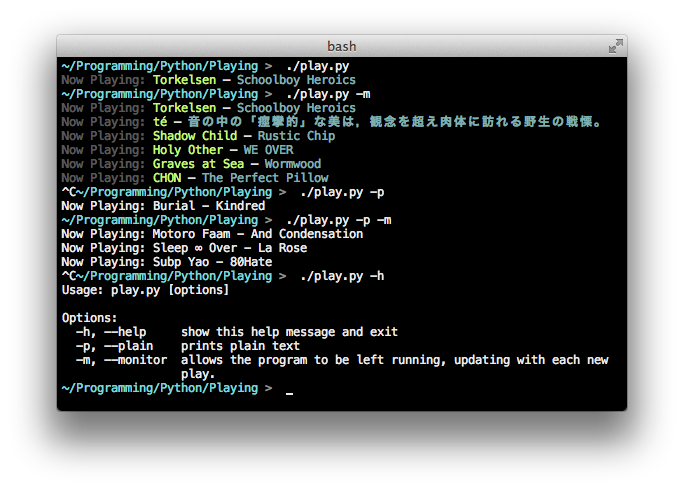 bash
~/Programming/Python/Playing >  ./play.py
Now Playing: Torkelsen – Schoolboy Heroics
~/Programming/Python/Playing >  ./play.py -m
Now Playing: Torkelsen – Schoolboy Heroics
Now Playing: té – 音の中の「痙攣的」な美は，観念を超え肉体に訪れる野生の戦慄。
Now Playing: Shadow Child – Rustic Chip
Now Playing: Holy Other – WE OVER
Now Playing: Graves at Sea – Wormwood
Now Playing: CHON – The Perfect Pillow
^C~/Programming/Python/Playing >  ./play.py -p
Now Playing: Burial - Kindred
~/Programming/Python/Playing >  ./play.py -p -m
Now Playing: Motoro Faam - And Condensation
Now Playing: Sleep ∞ Over - La Rose
Now Playing: Subp Yao - 80Hate
^C~/Programming/Python/Playing >  ./play.py -h
Usage: play.py [options]
Options:
  -h, --help     show this help message and exit
  -p, --plain    prints plain text
  -m, --monitor  allows the program to be left running, updating with each new
                 play.
~/Programming/Python/Playing >  _